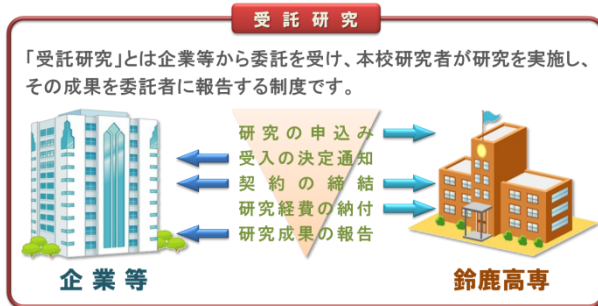 受託研究
「受託研究」とは企業等から委託を受け、本校研究者が研究を実施し、
その成果を委託者に報告する制度です。
研究の申込み
受入の決定通知
契約の締結
研究経費の納付
研究成果の報告
企業等
鈴鹿高専